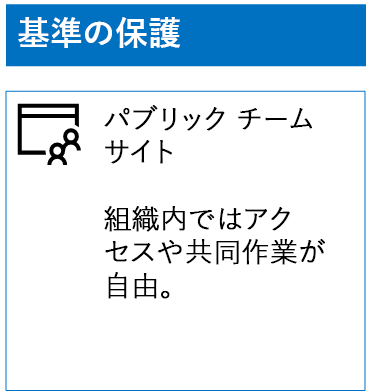 基準の保護
パブリック チーム
サイト
組織内ではアク
セスや共同作業が
自由。